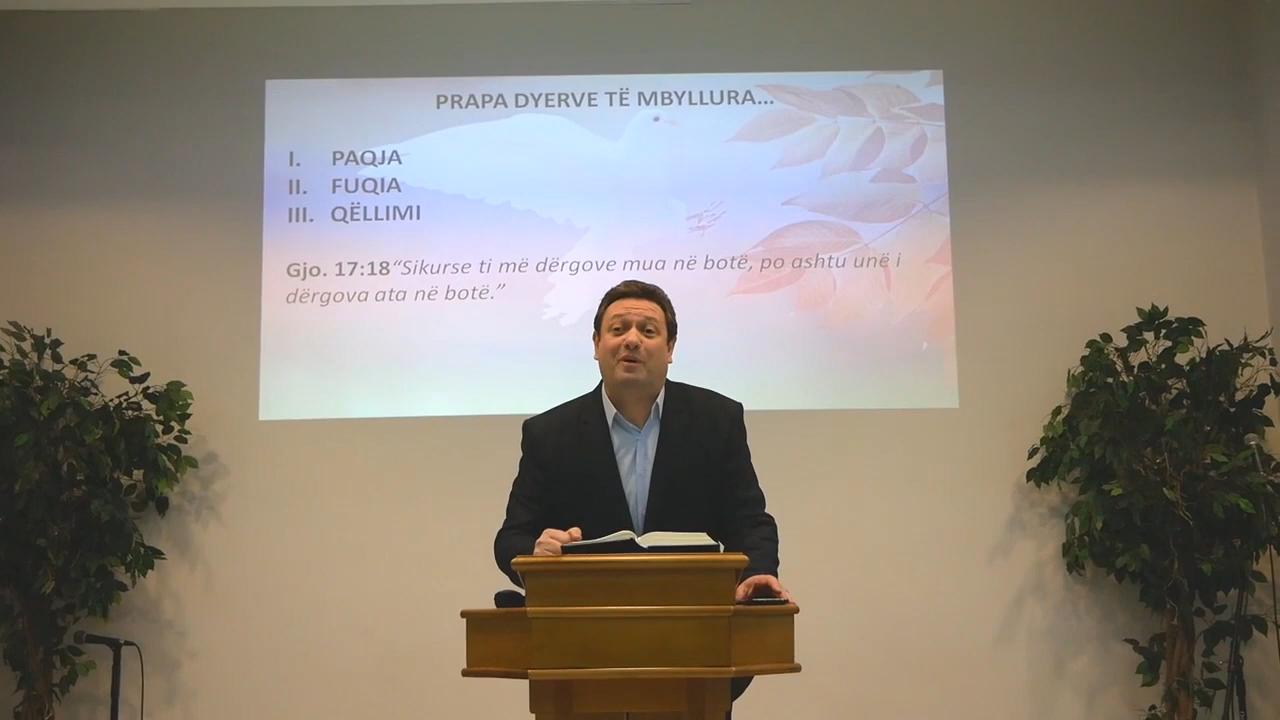 PRAPA DYERVE TË MBYLLURA...
I. PAQJA
II. FUQIA
III. QËLLIMI
Gjo. 17:18 “Sikurse ti më dërgove mua në botë, po ashtu unë i
dërgova ata në botë.”